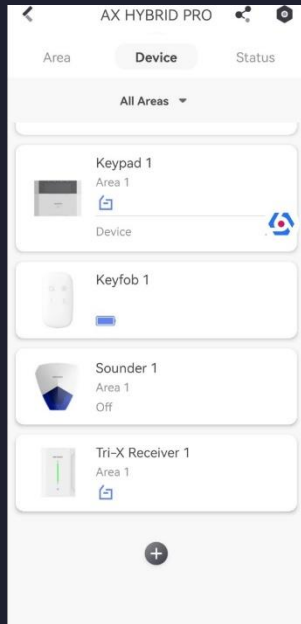 AX HYBRID PRO
Area Device Status
All Areas
Keypad 1
Area 1
Device
Keyfob 1
Sounder 1
Area 1
Off
Tri-X Receiver 1
Area 1